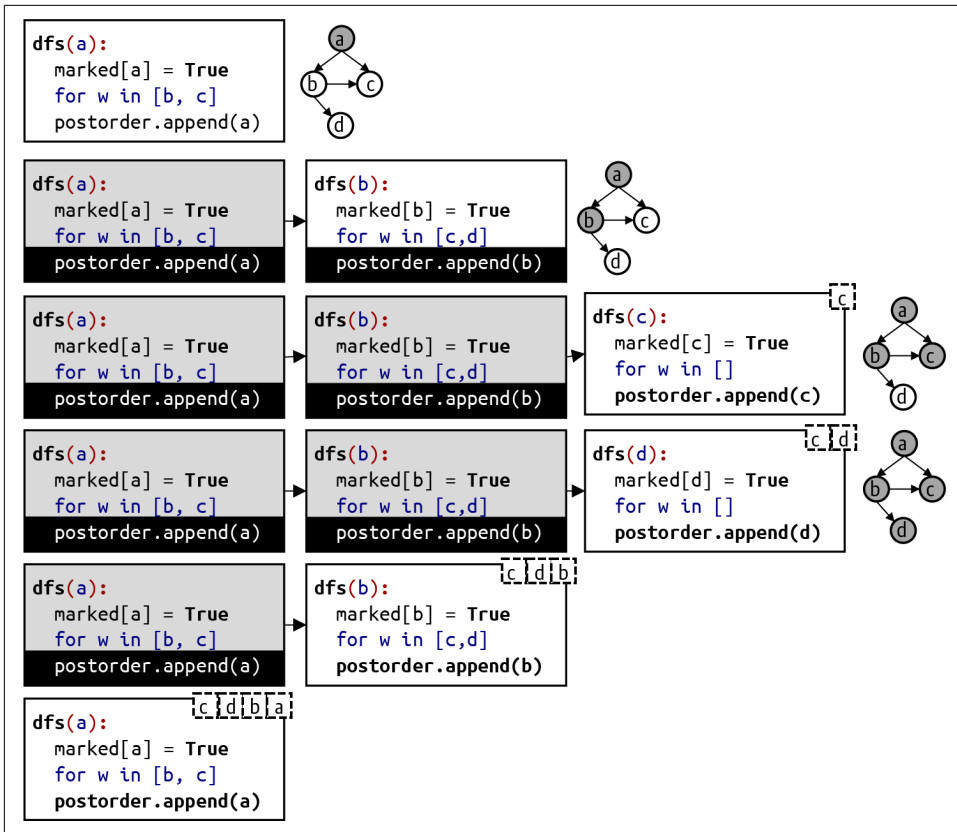 dfs(a):
marked[a] = True
for w in [b, c]
postorder.append(a)
a
b
c
d
dfs(a):
marked[a] = True
for w in [b, c]
postorder.append(a)
dfs(b):
marked[b] = True
for w in [c,d]
postorder.append(b)
a
b
c
d
dfs(a):
marked[a] = True
for w in [b, c]
postorder.append(a)
dfs(b):
marked[b] = True
for w in [c,d]
postorder.append(b)
c
dfs(c):
marked[c] = True
for w in []
postorder.append(c)
a
b
c
d
dfs(a):
marked[a] = True
for w in [b, c]
postorder.append(a)
dfs(b):
marked[b] = True
for w in [c,d]
postorder.append(b)
c d
dfs(d):
marked[d] = True
for w in []
postorder.append(d)
a
b
c
d
dfs(a):
marked[a] = True
for w in [b, c]
postorder.append(a)
c d b
dfs(b):
marked[b] = True
for w in [c,d]
postorder.append(b)
c d b a
dfs(a):
marked[a] = True
for w in [b, c]
postorder.append(a)